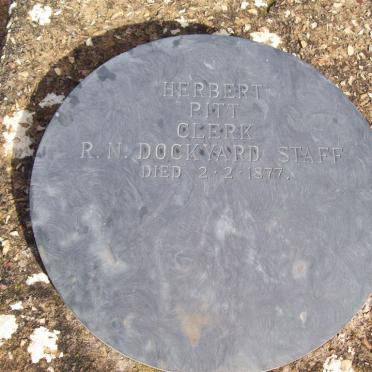 HERBERT
PITT
CLERK
R.N. DOCKYARD STAFF
DIED 2·2·1877.